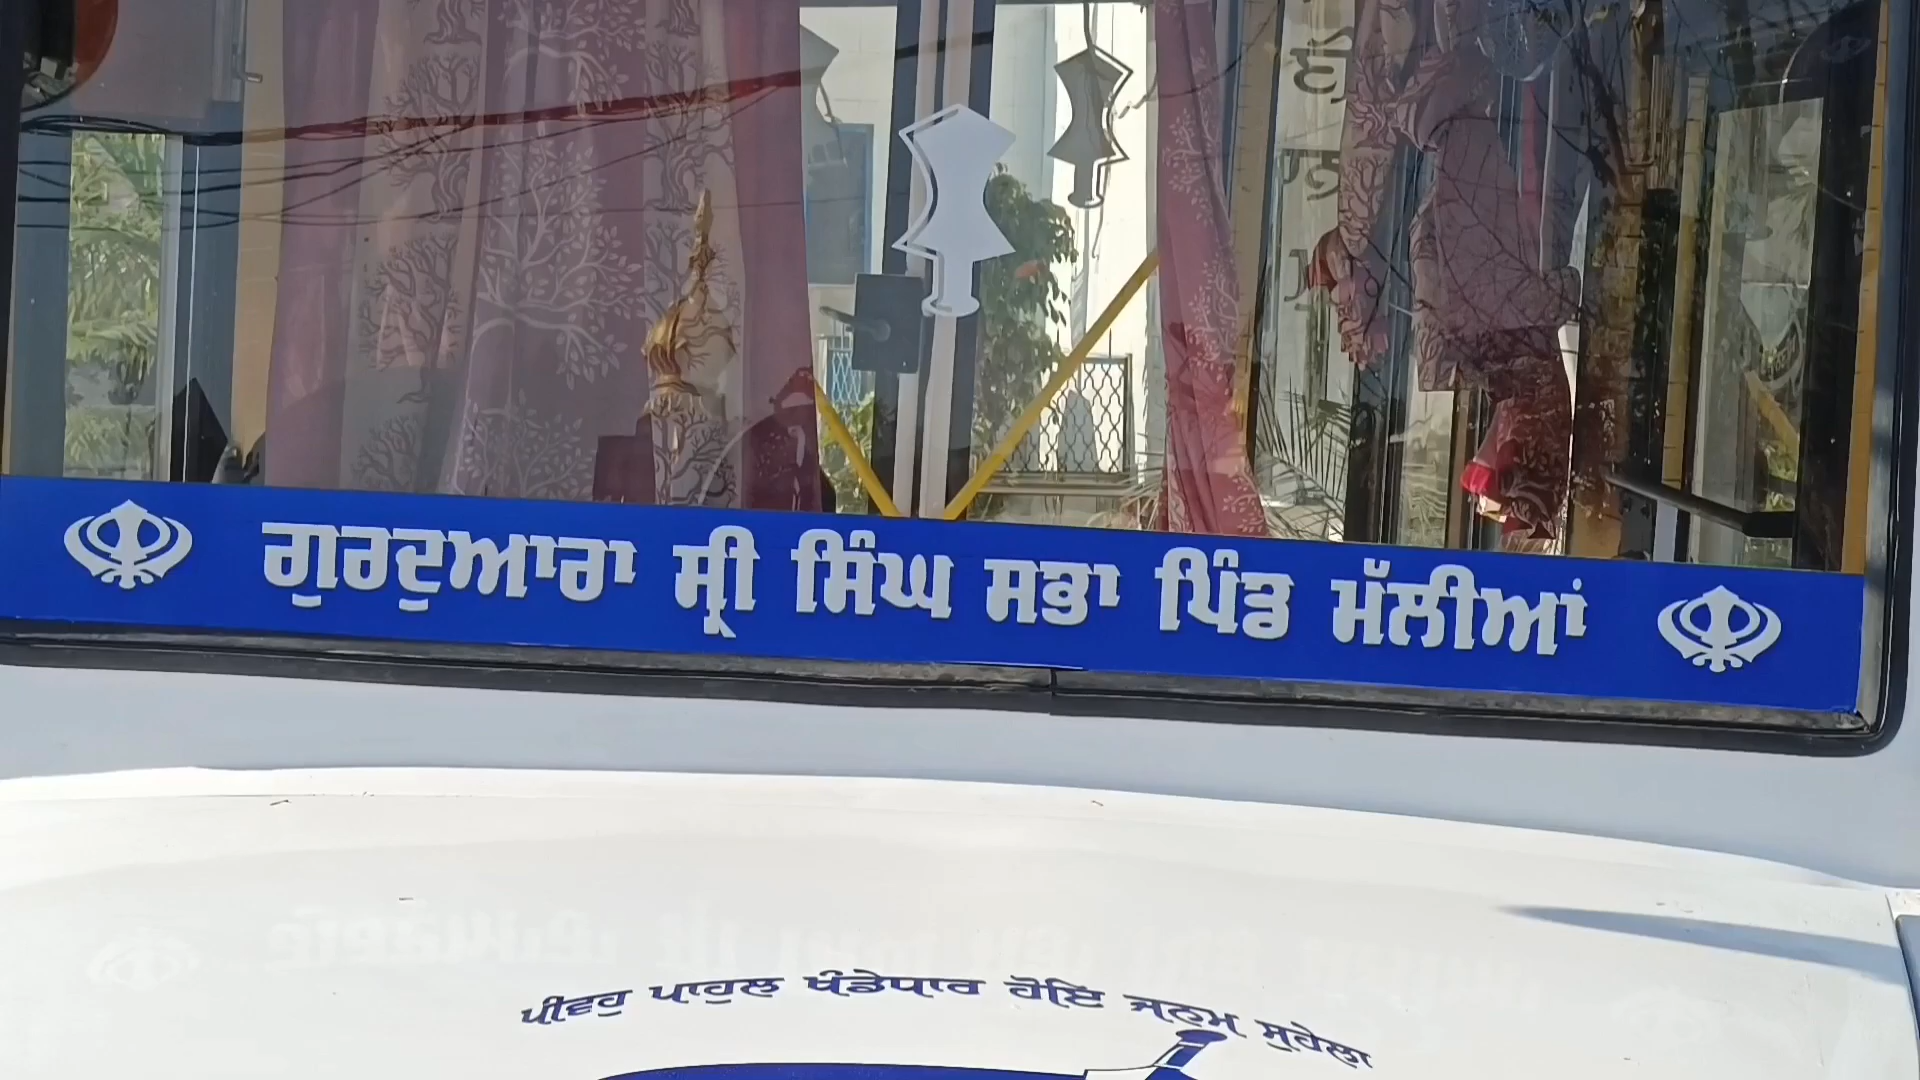 ਗੁਰਦੁਆਰਾ ਸ੍ਰੀ ਸਿੰਘ ਸਭਾ ਪਿੰਡ ਮੱਲੀਆਂ
ਪੀਵਹੁ ਪਾਹੁਲ ਖੰਡੇਧਾਰ ਹੋਇ ਜਨਮ ਸੁਹੇਲਾ